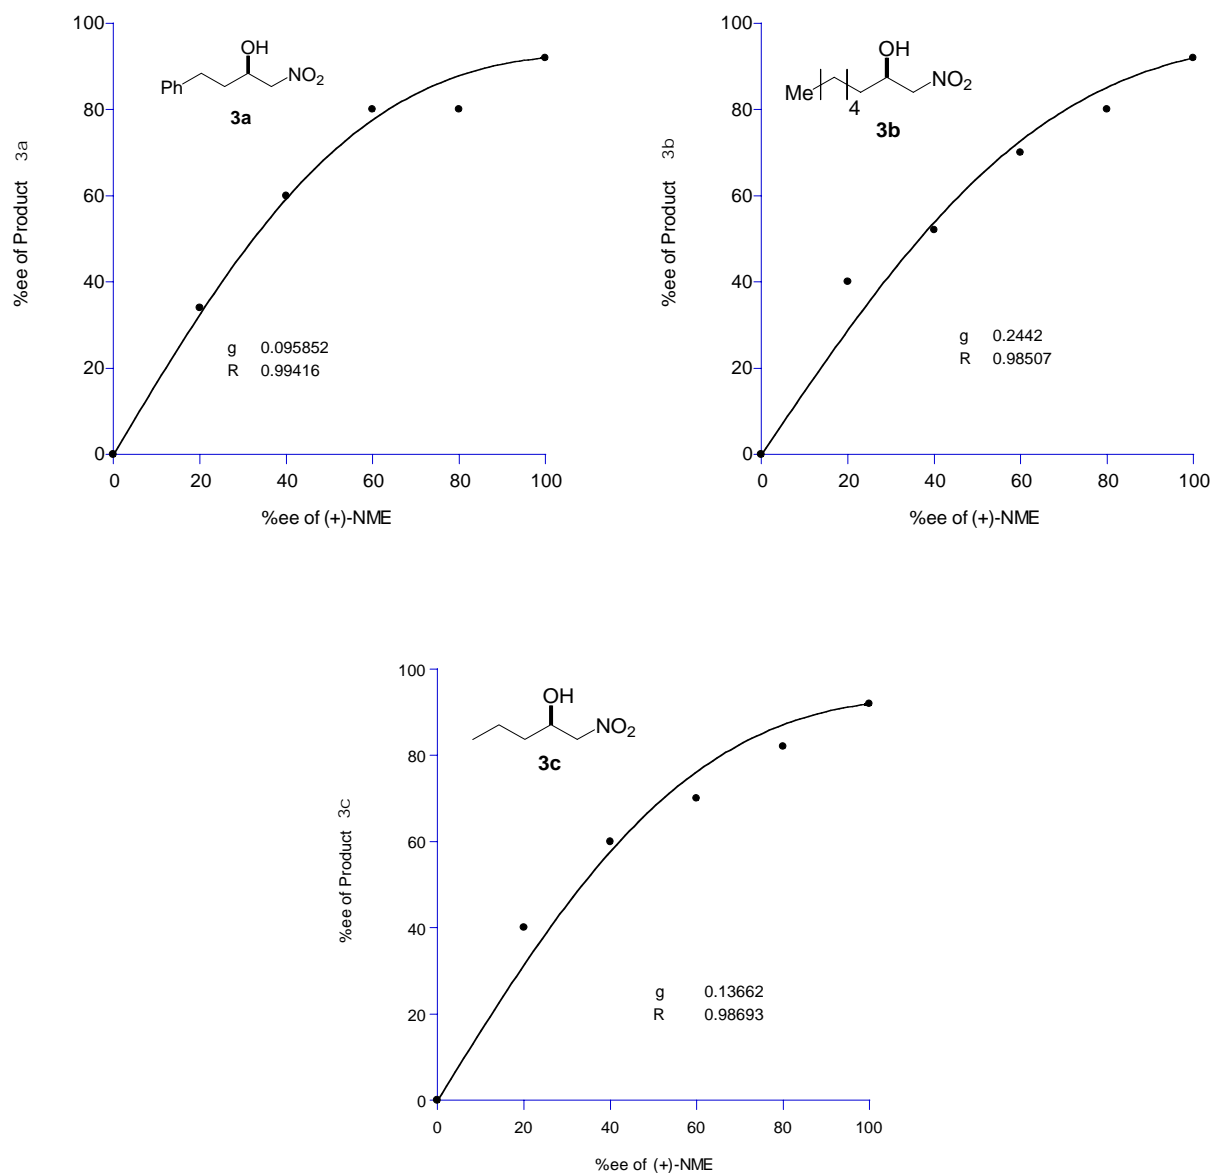 100
80
60
40
20
0
%ee of Product 3a
OH
Ph
NO2
3a
g 0.095852
R 0.99416
0 20 40 60 80 100
%ee of (+)-NME
100
80
60
40
20
0
%ee of Product 3b
OH
Me
4
NO2
3b
g 0.2442
R 0.98507
0 20 40 60 80 100
%ee of (+)-NME
100
80
60
40
20
0
%ee of Product 3c
OH
NO2
3c
g 0.13662
R 0.98693
0 20 40 60 80 100
%ee of (+)-NME